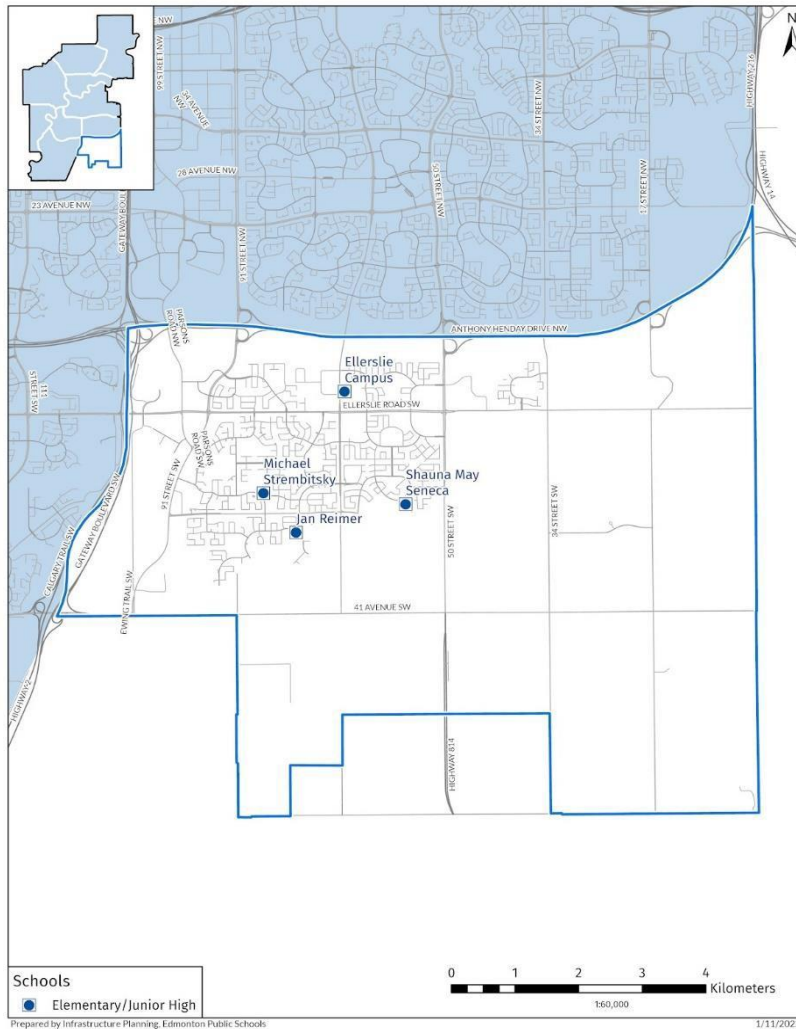 N
NW
99 STREET NW
34 AVENUE
NW
34 STREET NW
HIGHWAY 216
28 AVENUE NW
50 STREET
NW
17 STREET NW
HIGHWAY 14
23 AVENUE NW
GATEWAY BOULEVARD
91 STREET NW
PARSONS
ROAD NW
ANTHONY HENDAY DRIVE NW
111
STREET SW
Ellerslie
Campus
ELLERSLIE ROAD SW
PARSONS
ROAD SW
Michael
Strembitsky
Shauna May
Seneca
91 STREET SW
Jan Reimer
50 STREET SW
34 STREET SW
CALGARY TRAIL SW
GATEWAY BOULEVARD SW
EWING TRAIL SW
41 AVENUE SW
HIGHWAY 2
HIGHWAY 814
Schools
Elementary/Junior High
0 1 2 3 4
Kilometers
1:60,000
Prepared by Infrastructure Planning, Edmonton Public Schools
1/11/202